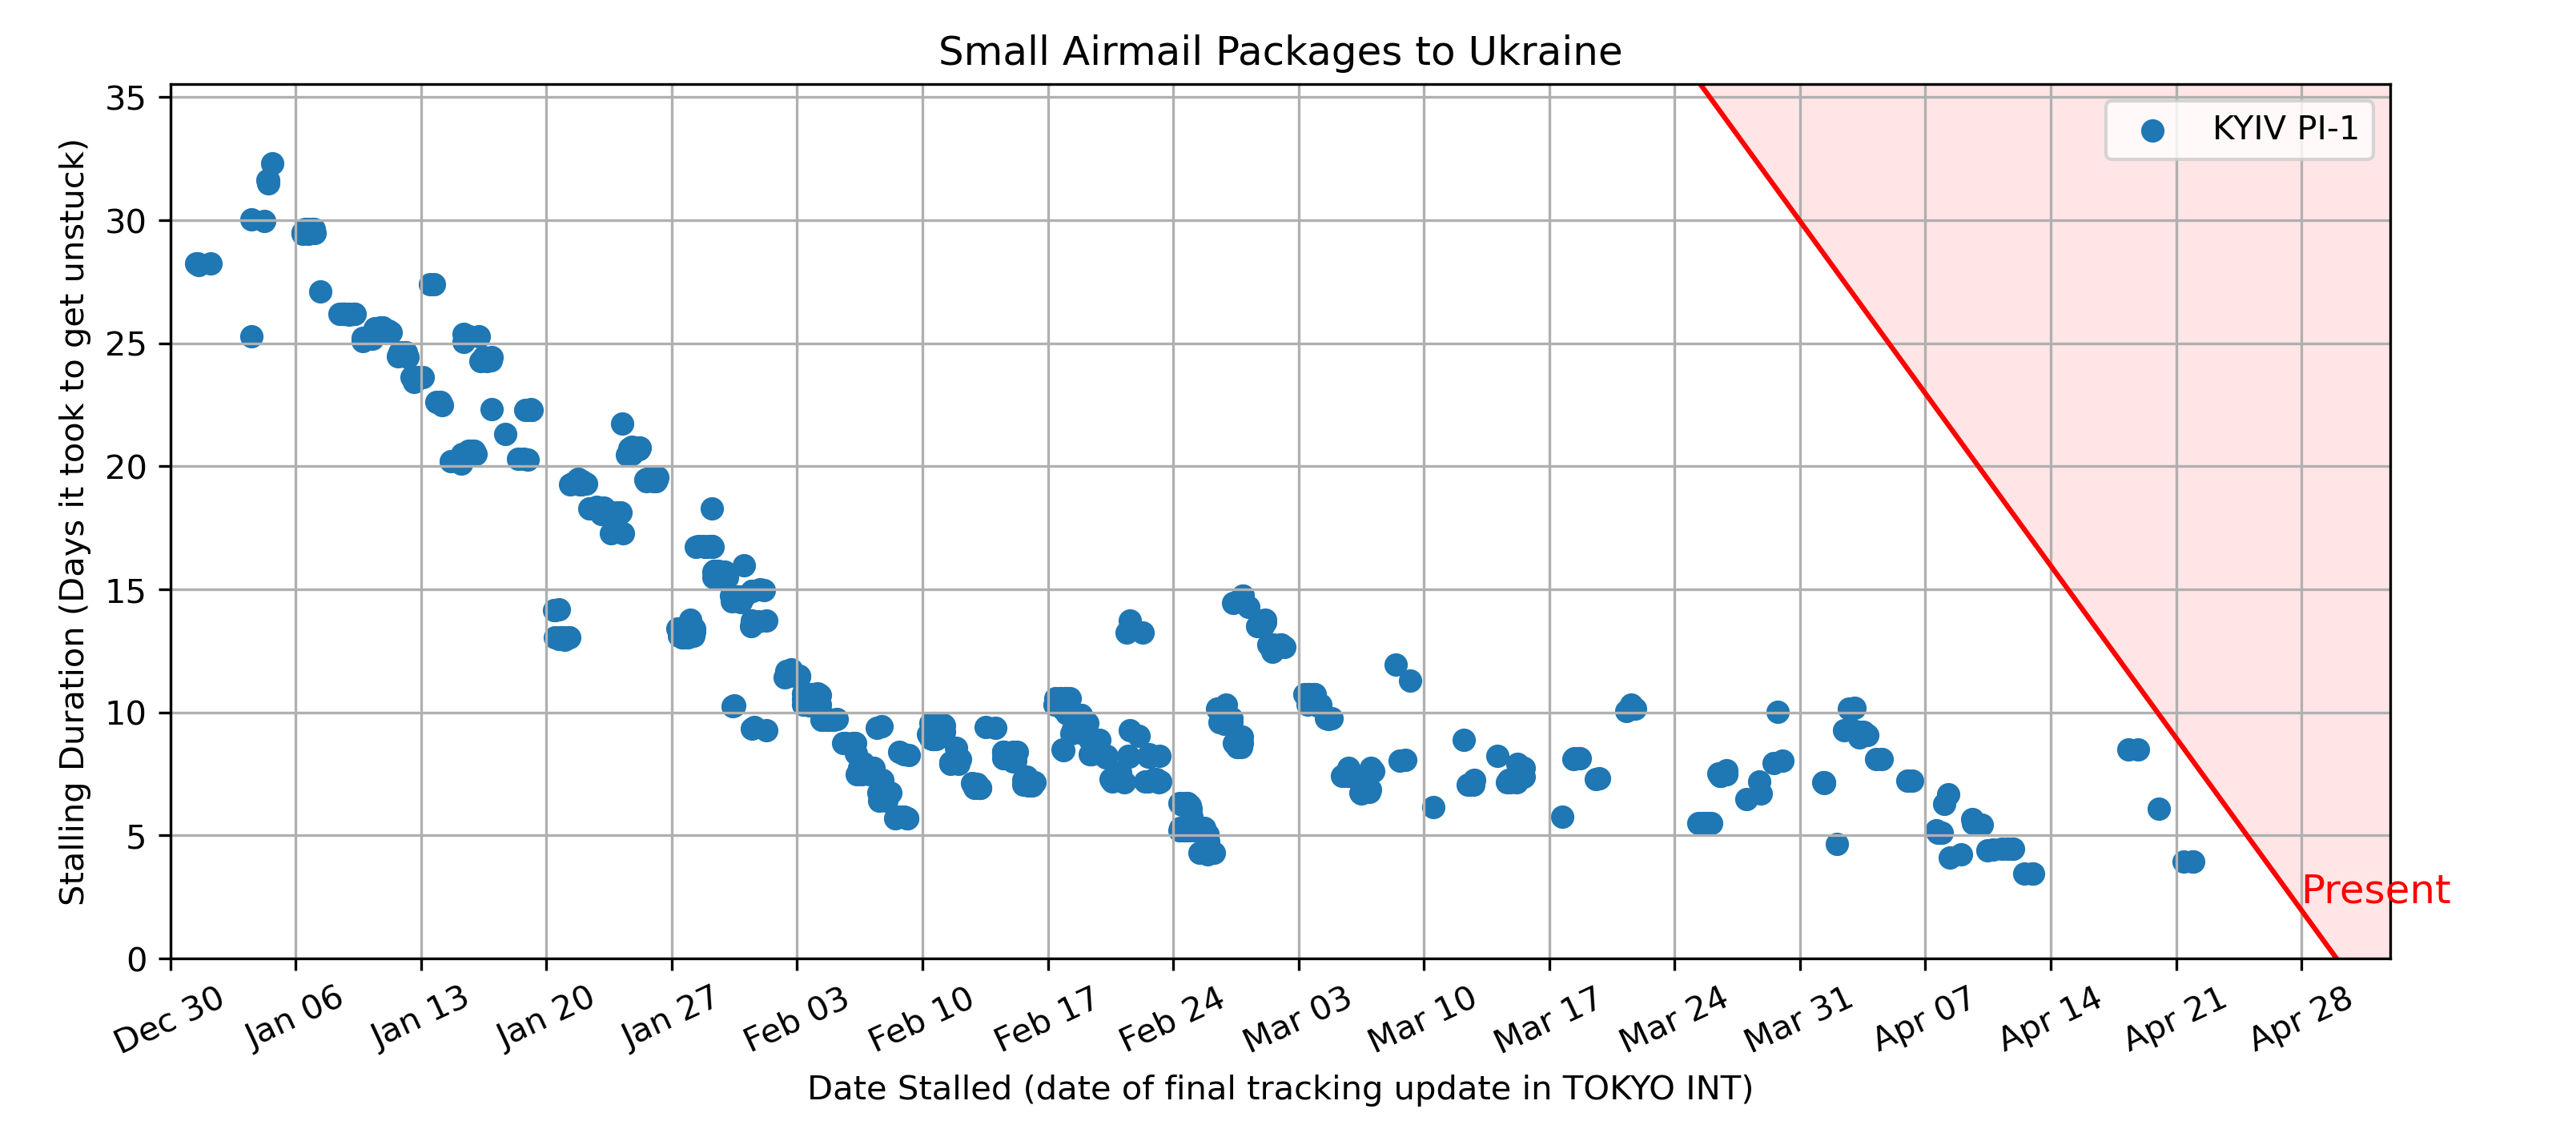 Small Airmail Packages to Ukraine
Stalling Duration (Days it took to get unstuck)
35
30
25
20
15
10
5
0
KYIV PI-1
Present
Dec 30
Jan 06
Jan 13
Jan 20
Jan 27
Feb 03
Feb 10
Feb 17
Feb 24
Mar 03
Mar 10
Mar 17
Mar 24
Mar 31
Apr 07
Apr 14
Apr 21
Apr 28
Date Stalled (date of final tracking update in TOKYO INT)